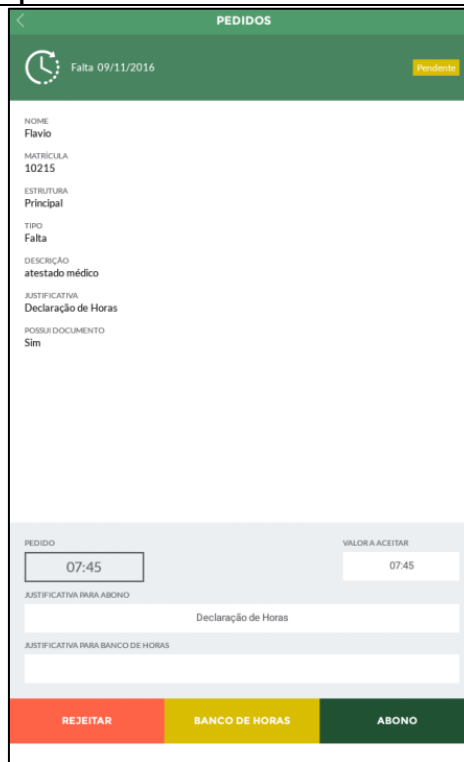 PEDIDOS
Falta 09/11/2016
Pendente
NOME
Flavio
MATRÍCULA
10215
ESTRUTURA
Principal
TIPO
Falta
DESCRIÇÃO
atestado médico
JUSTIFICATIVA
Declaração de Horas
POSSUI DOCUMENTO
Sim
PEDIDO VALOR A ACEITAR
07:45 07:45
JUSTIFICATIVA PARA ABONO
Declaração de Horas
JUSTIFICATIVA PARA BANCO DE HORAS
REJEITAR BANCO DE HORAS ABONO